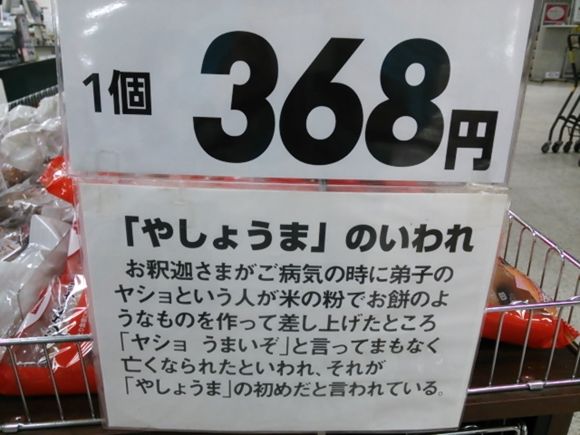 1個 368円
「やしょうま」のいわれ
お釈迦さまがご病気の時に弟子の
ヤショという人が米の粉でお餅のよ
うなものを作って差し上げたところ
「ヤショ うまいぞ」と言ってまもなく
亡くなられたといわれ、それが
「やしょうま」の初めだと言われている。